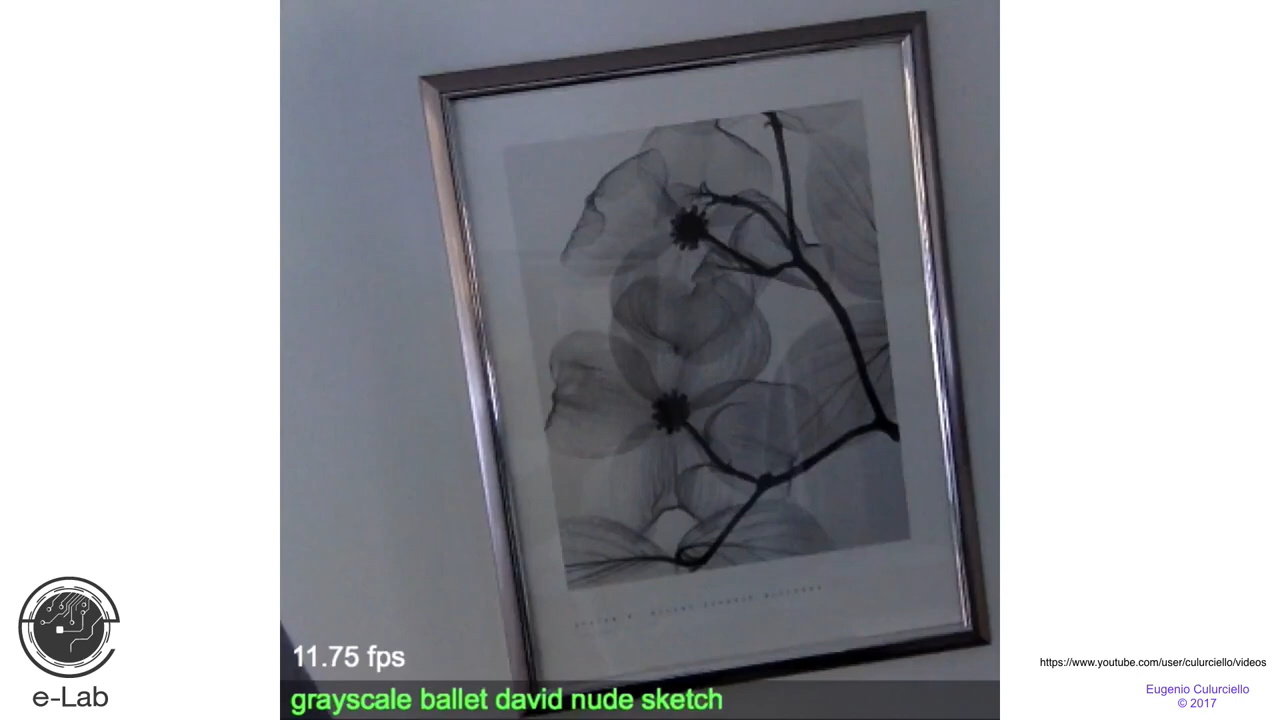 11.75 fps
grayscale ballet david nude sketch
e-Lab
https://www.youtube.com/user/culurciello/videos
Eugenio Culurciello
© 2017